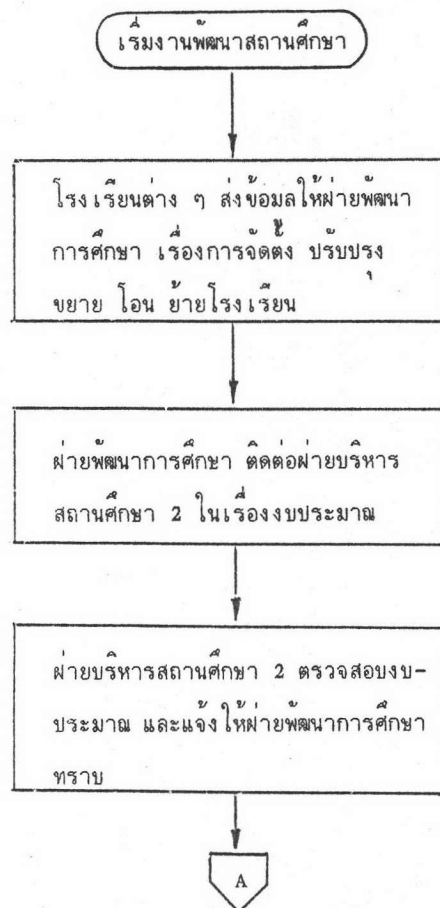 เริ่มงานพัฒนาสถานศึกษา
โรงเรียนต่าง ๆ ส่งข้อมูลให้ฝ่ายพัฒนา
การศึกษา เรื่องการจัดตั้ง ปรับปรุง
ขยาย โอน ย้ายโรงเรียน
ฝ่ายพัฒนาการศึกษา ติดต่อฝ่ายบริหาร
สถานศึกษา 2 ในเรื่องงบประมาณ
ฝ่ายบริหารสถานศึกษา 2 ตรวจสอบงบ-
ประมาณ และแจ้งให้ฝ่ายพัฒนาการศึกษา
ทราบ
A